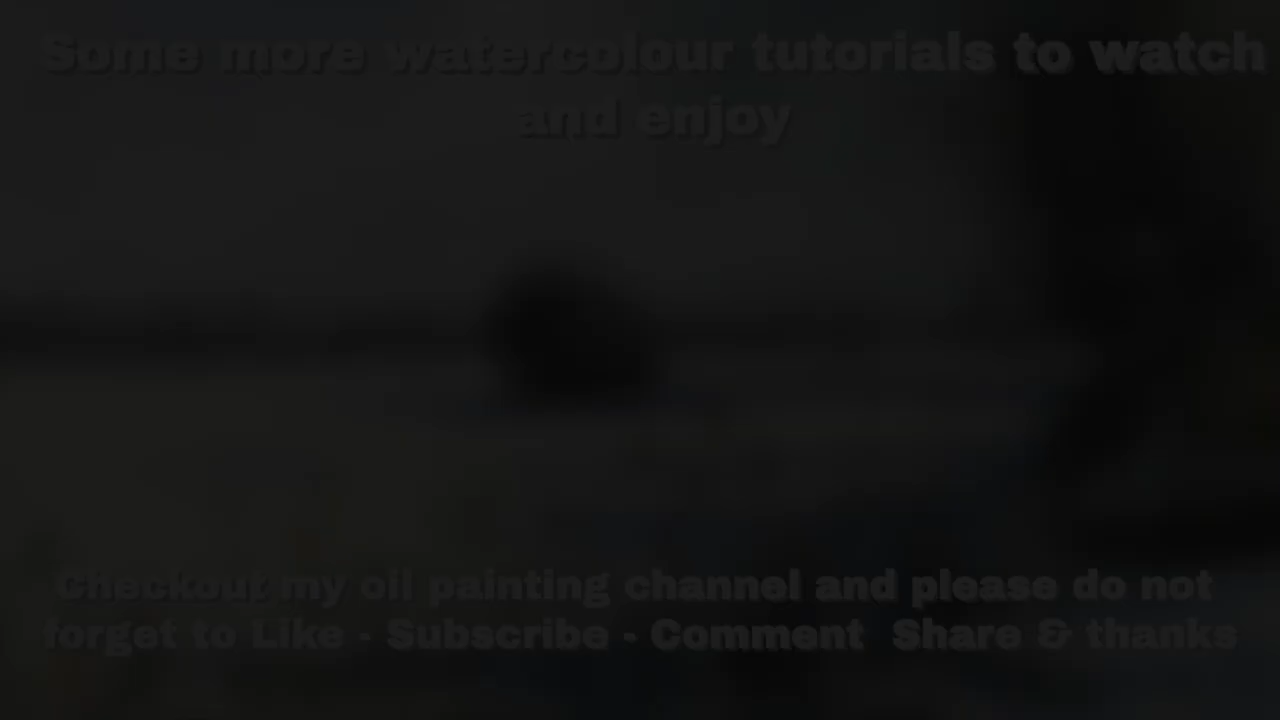 Some more watercolour tutorials to watch
and enjoy
Checkout my oil painting channel and please do not
forget to Like - Subscribe - Comment Share & thanks